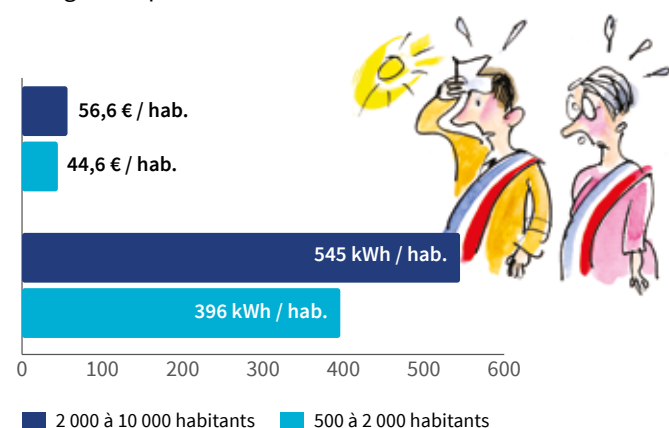 56,6 € / hab.
44,6 € / hab.
545 kWh / hab.
396 kWh / hab.
0 100 200 300 400 500 600
2 000 à 10 000 habitants 500 à 2 000 habitants